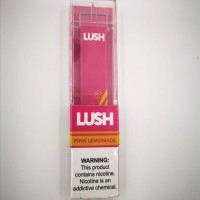 LUSH
LUSH
PINK LEMONADE
WARNING:
This product
contains nicotine.
Nicotine is an
addictive chemical.